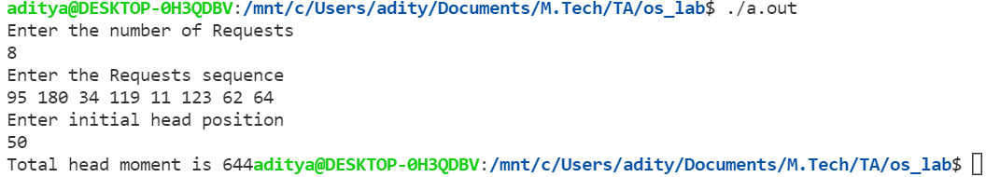 aditya@DESKTOP-0H3QDBV:/mnt/c/Users/adity/Documents/M.Tech/TA/os_lab$ ./a.out
Enter the number of Requests
8
Enter the Requests sequence
95 180 34 119 11 123 62 64
Enter initial head position
50
Total head moment is 644aditya@DESKTOP-0H3QDBV:/mnt/c/Users/adity/Documents/M.Tech/TA/os_lab$